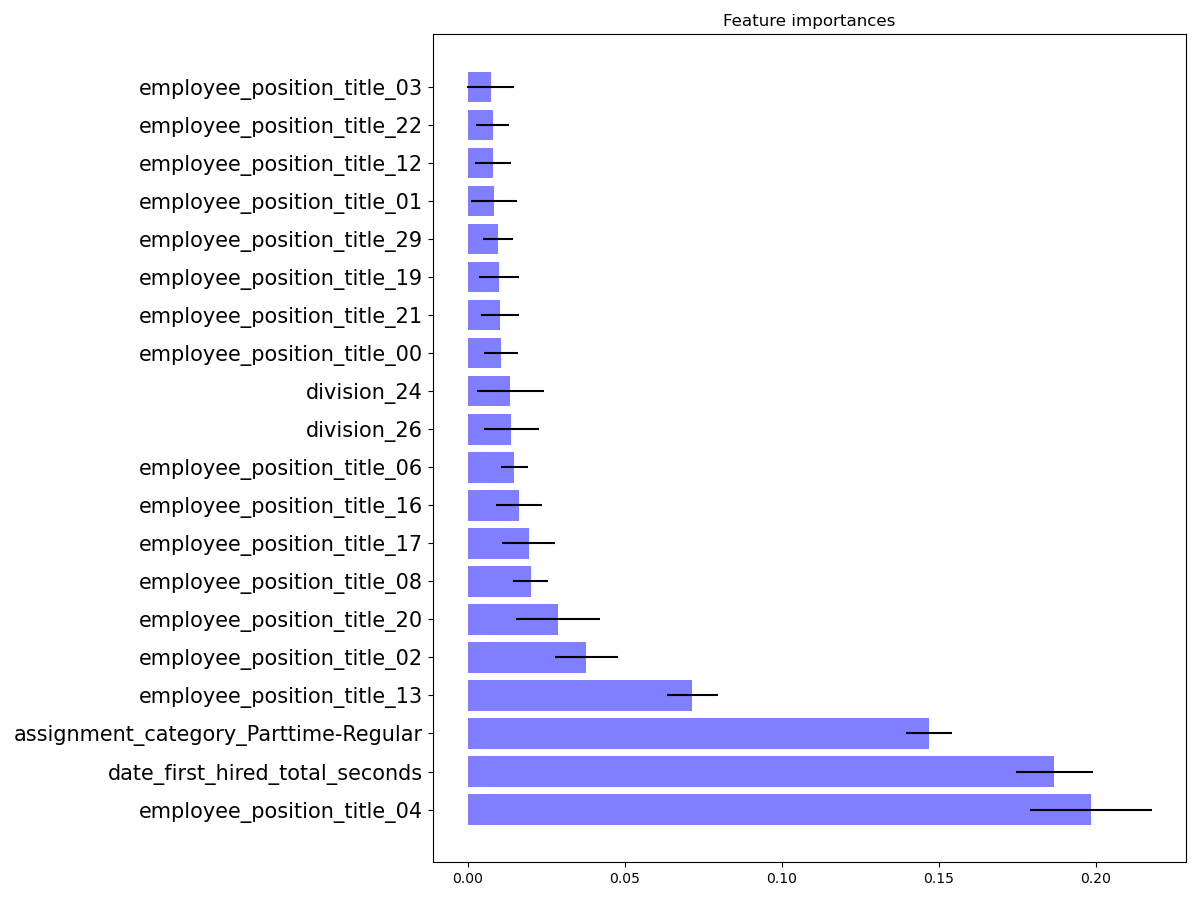 Feature importances
employee_position_title_03
employee_position_title_22
employee_position_title_12
employee_position_title_01
employee_position_title_29
employee_position_title_19
employee_position_title_21
employee_position_title_00
division_24
division_26
employee_position_title_06
employee_position_title_16
employee_position_title_17
employee_position_title_08
employee_position_title_20
employee_position_title_02
employee_position_title_13
assignment_category_Parttime-Regular
date_first_hired_total_seconds
employee_position_title_04
0.00 0.05 0.10 0.15 0.20